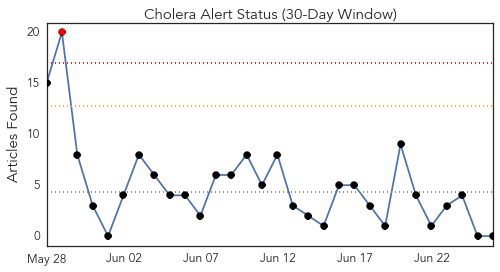 Cholera Alert Status (30-Day Window)
Articles Found
20
15
10
5
0
May 28
Jun 02
Jun 07
Jun 12
Jun 17
Jun 22